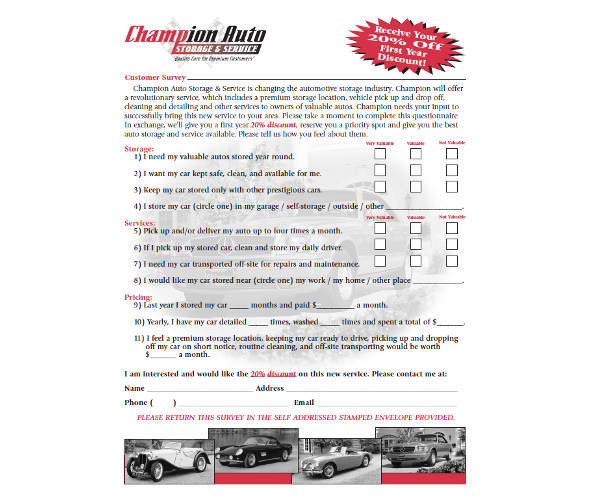 Champion Auto
STORAGE & SERVICE
"Quality Care for Premium Customers"
Receive Your
20% Off
First Year
Discount!
Customer Survey
Champion Auto Storage & Service is changing the automotive storage industry. Champion will offer
a revolutionary service, which includes a premium storage location, vehicle pick up and drop off,
cleaning and detailing and other services to owners of valuable autos. Champion needs your input to
successfully bring this new service to your area. Please take a moment to complete this questionnaire.
In exchange, we'll give you a first year 20% discount, reserve you a priority spot and give you the best
auto storage and service available. Please tell us how you feel about them.
Very Valuable Valuable Not Valuable
Storage:
1) I need my valuable autos stored year round.
2) I want my car kept safe, clean, and available for me.
3) Keep my car stored only with other prestigious cars.
4) I store my car (circle one) in my garage / self-storage / outside / other ____________________.
Very Valuable Valuable Not Valuable
Services:
5) Pick up and/or deliver my auto up to four times a month.
6) If I pick up my stored car, clean and store my daily driver.
7) I need my car transported off-site for repairs and maintenance.
8) I would like my car stored near (circle one) my work / my home / other place _____________.
Pricing:
9) Last year I stored my car _____ months and paid $__________ a month.
10) Yearly, I have my car detailed _____ times, washed _____ times and spent a total of $_______.
11) I feel a premium storage location, keeping my car ready to drive, picking up and dropping
off my car on short notice, routine cleaning, and off-site transporting would be worth
$_______ a month.
I am interested and would like the 20% discount on this new service. Please contact me at:
Name ____________________________ Address ____________________________________________
Phone ( ) ____________________________ Email ____________________________________
PLEASE RETURN THIS SURVEY IN THE SELF ADDRESSED STAMPED ENVELOPE PROVIDED.